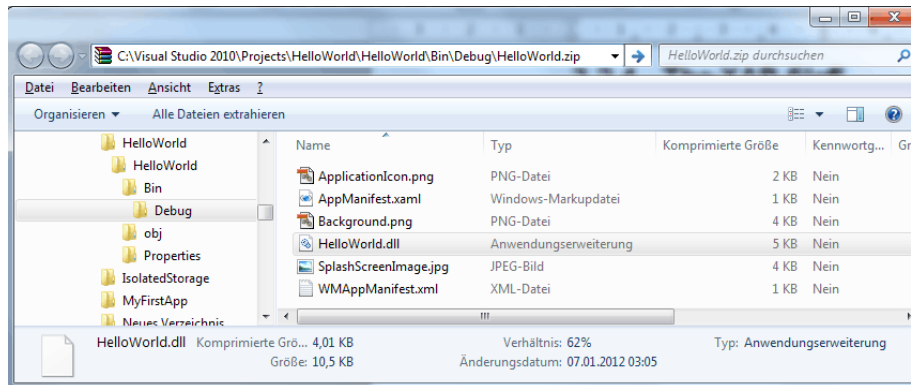 C:\Visual Studio 2010\Projects\HelloWorld\HelloWorld\Bin\Debug\HelloWorld.zip HelloWorld.zip durchsuchen
Datei Bearbeiten Ansicht Extras ?
Organisieren Alle Dateien extrahieren
HelloWorld
HelloWorld
Bin
Debug
obj
Properties
IsolatedStorage
MyFirstApp
Neues Verzeichnis
Name Typ Komprimierte Größe Kennwortg... Gr
ApplicationIcon.png PNG-Datei 2 KB Nein
AppManifest.xaml Windows-Markupdatei 1 KB Nein
Background.png PNG-Datei 4 KB Nein
HelloWorld.dll Anwendungserweiterung 5 KB Nein
SplashScreenImage.jpg JPEG-Bild 4 KB Nein
WMAppManifest.xml XML-Datei 1 KB Nein
HelloWorld.dll Komprimierte Grö... 4,01 KB Verhältnis: 62% Typ: Anwendungserweiterung
Größe: 10,5 KB Änderungsdatum: 07.01.2012 03:05